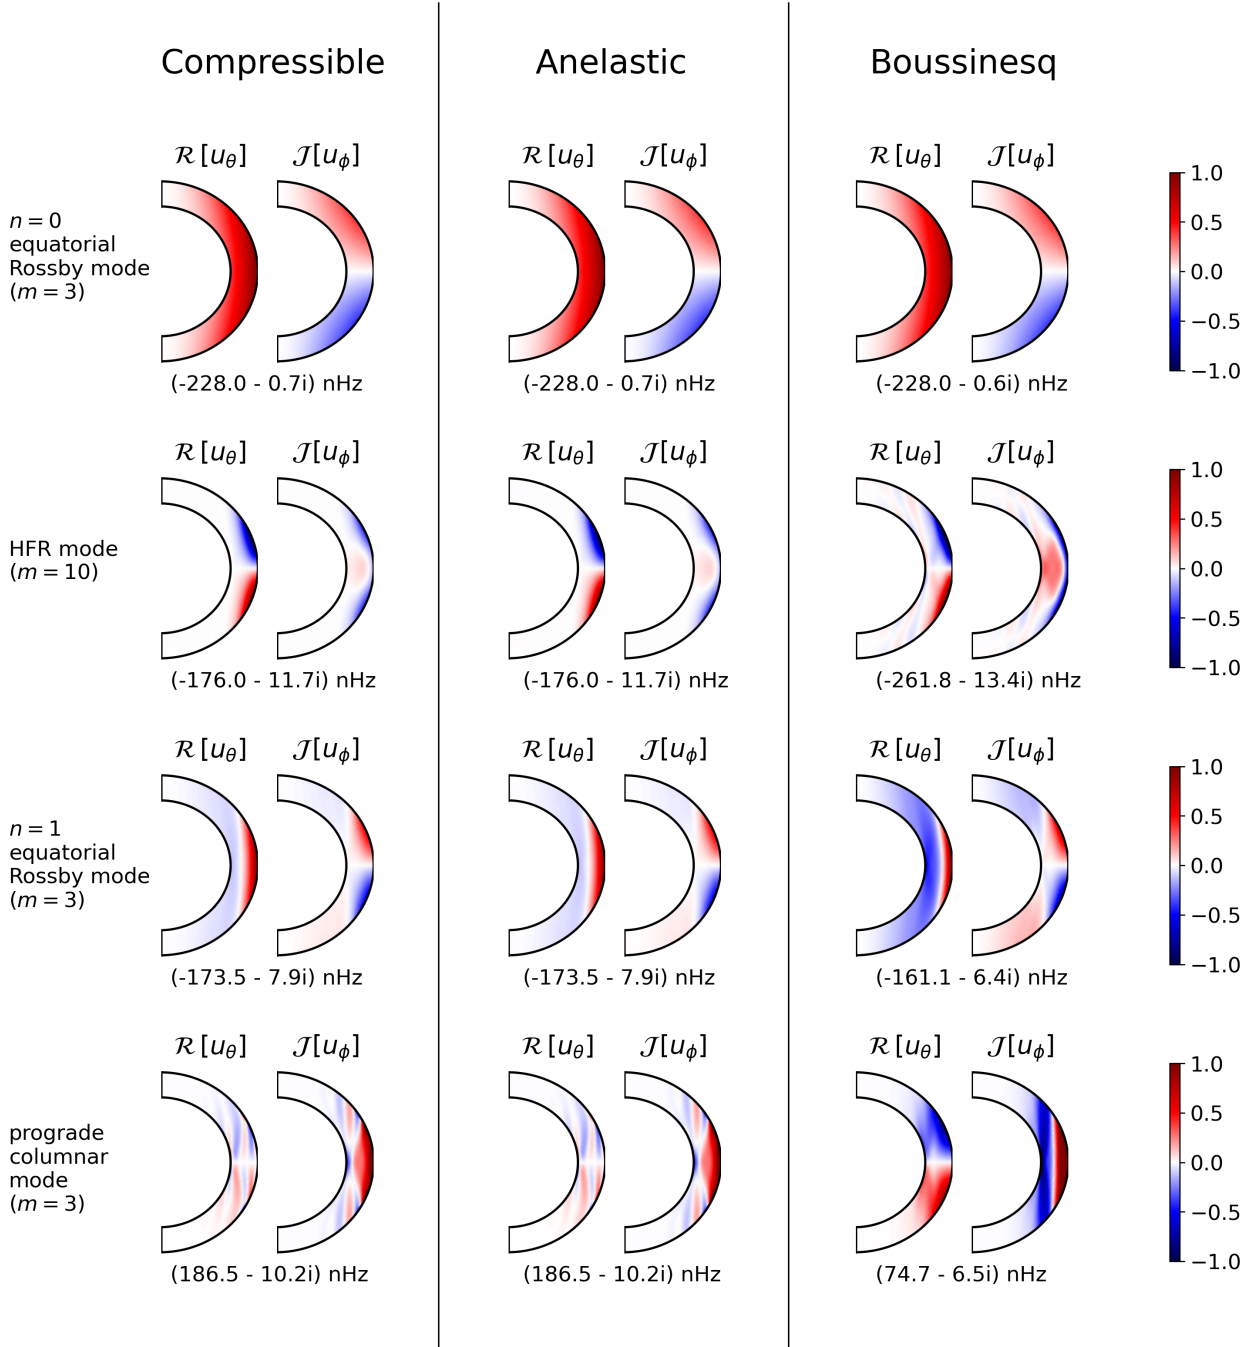 Compressible
Anelastic
Boussinesq
ℛ [u_θ] 𝒥[u_ϕ]
ℛ [u_θ] 𝒥[u_ϕ]
ℛ [u_θ] 𝒥[u_ϕ]
n = 0
equatorial
Rossby mode
(m = 3)
(-228.0 - 0.7i) nHz
(-228.0 - 0.7i) nHz
(-228.0 - 0.6i) nHz
1.0
0.5
0.0
−0.5
−1.0
ℛ [u_θ] 𝒥[u_ϕ]
ℛ [u_θ] 𝒥[u_ϕ]
ℛ [u_θ] 𝒥[u_ϕ]
HFR mode
(m = 10)
(-176.0 - 11.7i) nHz
(-176.0 - 11.7i) nHz
(-261.8 - 13.4i) nHz
1.0
0.5
0.0
−0.5
−1.0
ℛ [u_θ] 𝒥[u_ϕ]
ℛ [u_θ] 𝒥[u_ϕ]
ℛ [u_θ] 𝒥[u_ϕ]
n = 1
equatorial
Rossby mode
(m = 3)
(-173.5 - 7.9i) nHz
(-173.5 - 7.9i) nHz
(-161.1 - 6.4i) nHz
1.0
0.5
0.0
−0.5
−1.0
ℛ [u_θ] 𝒥[u_ϕ]
ℛ [u_θ] 𝒥[u_ϕ]
ℛ [u_θ] 𝒥[u_ϕ]
prograde
columnar
mode
(m = 3)
(186.5 - 10.2i) nHz
(186.5 - 10.2i) nHz
(74.7 - 6.5i) nHz
1.0
0.5
0.0
−0.5
−1.0